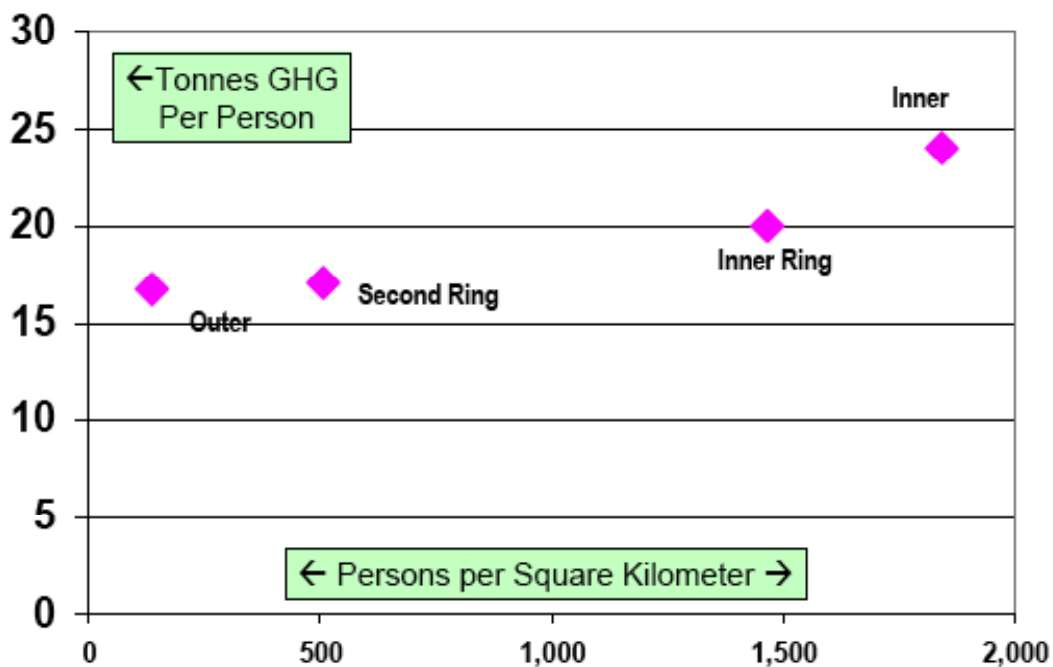 30
←Tonnes GHG
Per Person
Inner
25
20
Inner Ring
Second Ring
Outer
15
10
5
← Persons per Square Kilometer →
0
0 500 1,000 1,500 2,000